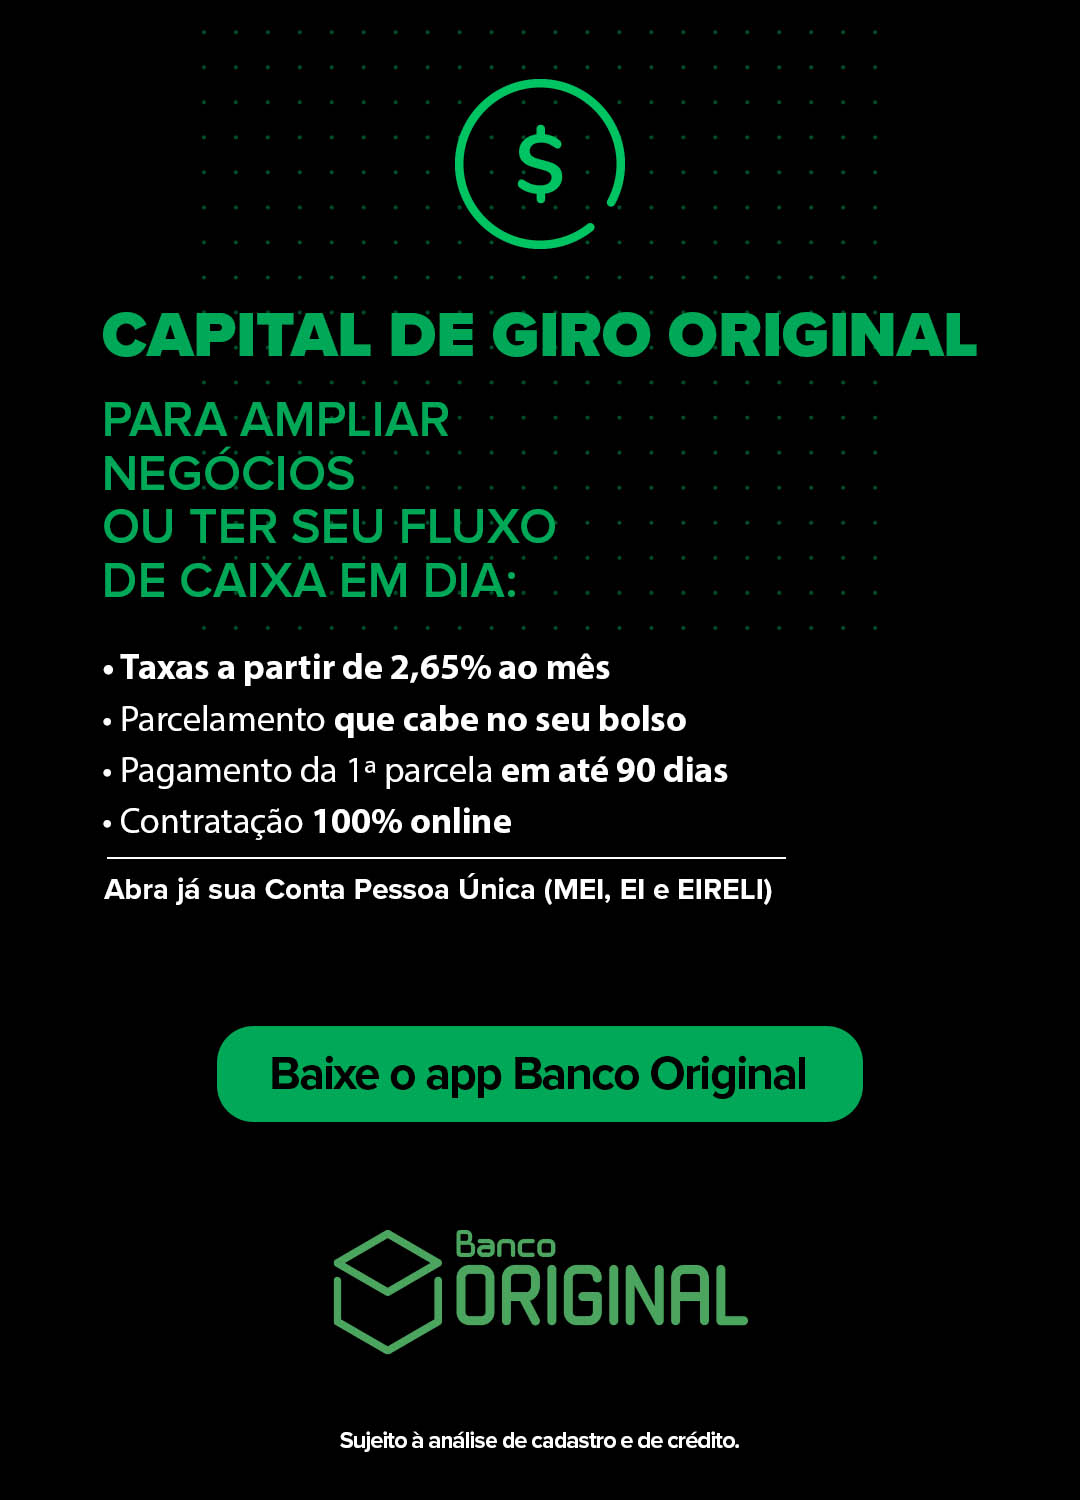 $
CAPITAL DE GIRO ORIGINAL
PARA AMPLIAR
NEGÓCIOS
OU TER SEU FLUXO
DE CAIXA EM DIA:
• Taxas a partir de 2,65% ao mês
• Parcelamento que cabe no seu bolso
• Pagamento da 1ª parcela em até 90 dias
• Contratação 100% online
Abra já sua Conta Pessoa Única (MEI, EI e EIRELI)
Baixe o app Banco Original
Banco
ORIGINAL
Sujeito à análise de cadastro e de crédito.